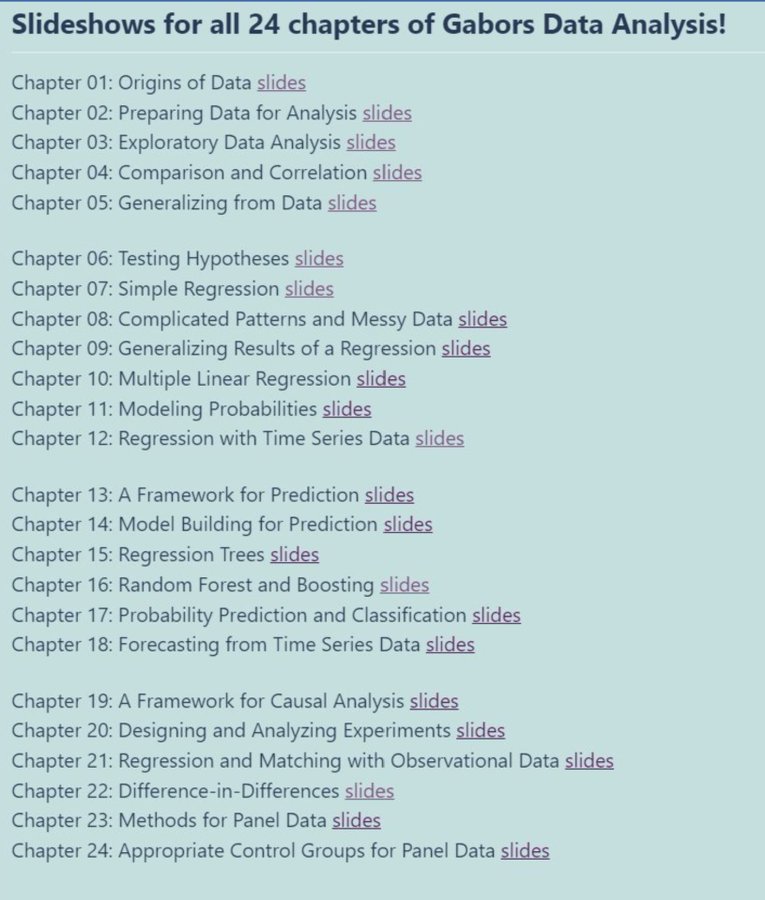 Slideshows for all 24 chapters of Gabors Data Analysis!
Chapter 01: Origins of Data slides
Chapter 02: Preparing Data for Analysis slides
Chapter 03: Exploratory Data Analysis slides
Chapter 04: Comparison and Correlation slides
Chapter 05: Generalizing from Data slides
Chapter 06: Testing Hypotheses slides
Chapter 07: Simple Regression slides
Chapter 08: Complicated Patterns and Messy Data slides
Chapter 09: Generalizing Results of a Regression slides
Chapter 10: Multiple Linear Regression slides
Chapter 11: Modeling Probabilities slides
Chapter 12: Regression with Time Series Data slides
Chapter 13: A Framework for Prediction slides
Chapter 14: Model Building for Prediction slides
Chapter 15: Regression Trees slides
Chapter 16: Random Forest and Boosting slides
Chapter 17: Probability Prediction and Classification slides
Chapter 18: Forecasting from Time Series Data slides
Chapter 19: A Framework for Causal Analysis slides
Chapter 20: Designing and Analyzing Experiments slides
Chapter 21: Regression and Matching with Observational Data slides
Chapter 22: Difference-in-Differences slides
Chapter 23: Methods for Panel Data slides
Chapter 24: Appropriate Control Groups for Panel Data slides